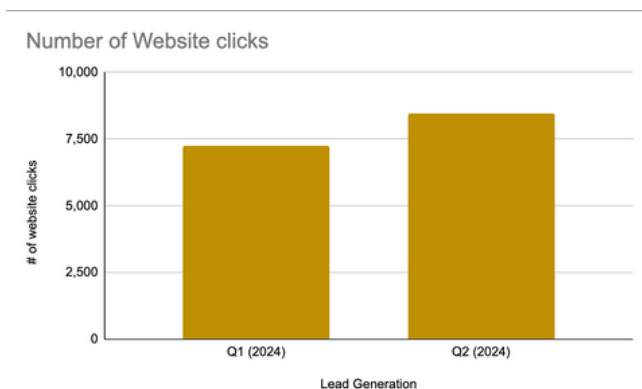 Number of Website clicks
10,000
7,500
5,000
2,500
0
# of website clicks
Q1 (2024)
Q2 (2024)
Lead Generation